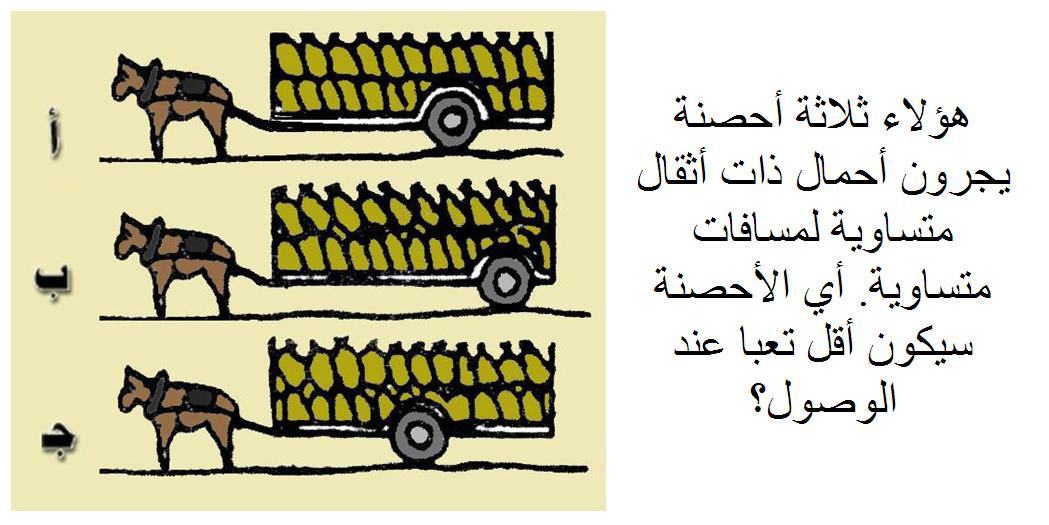 هؤلاء ثلاثة أحصنة
يجرون أحمال ذات أثقال
متساوية لمسافات
متساوية. أي الأحصنة
سيكون أقل تعبا عند
الوصول؟
أ
ب
ج